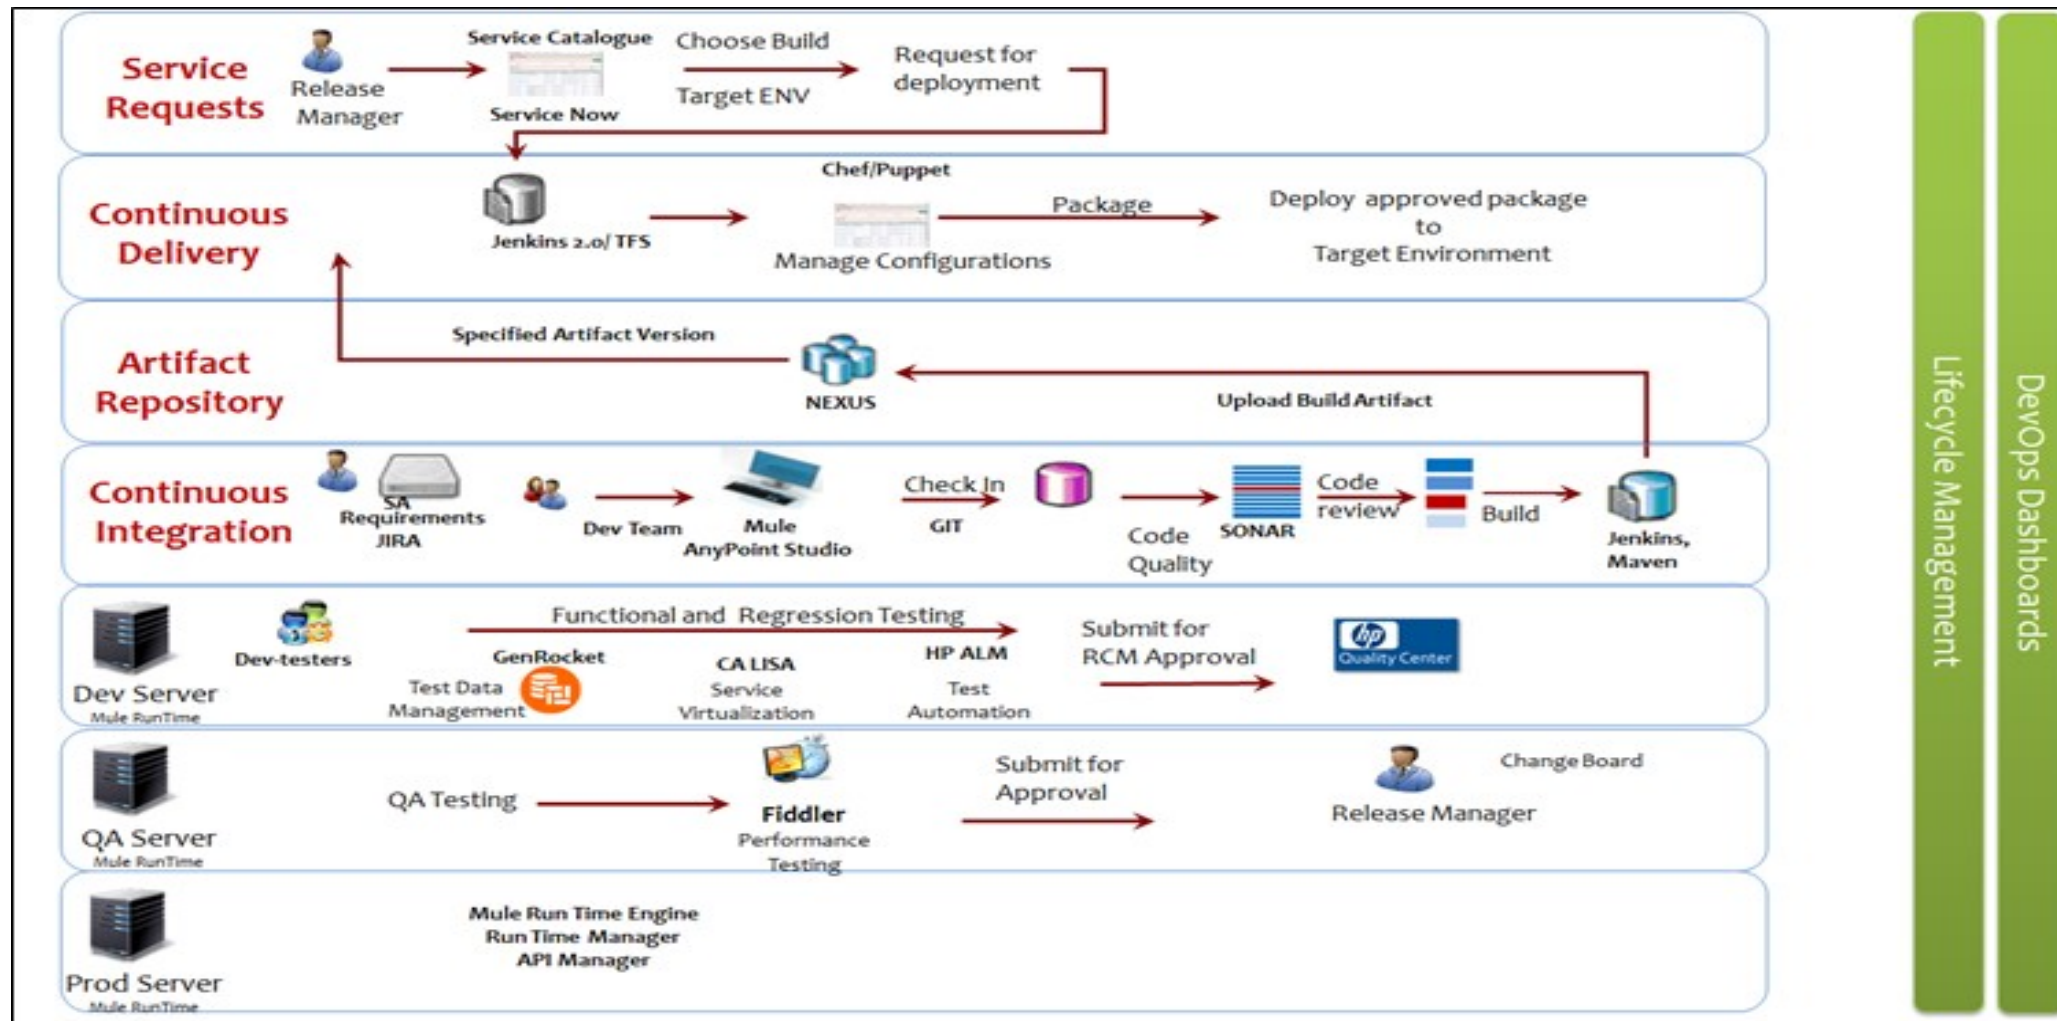 Service
Requests
Release
Manager
Service Catalogue
Service Now
Choose Build
Target ENV
Request for
deployment
Continuous
Delivery
Jenkins 2.0/ TFS
Chef/Puppet
Manage Configurations
Package
Deploy approved package
to
Target Environment
Artifact
Repository
Specified Artifact Version
NEXUS
Upload Build Artifact
Continuous
Integration
SA
Requirements
JIRA
Dev Team
Mule
AnyPoint Studio
Check In
GIT
Code
Quality
SONAR
Code
review
Build
Jenkins,
Maven
Dev Server
Mule RunTime
Dev-testers
Functional and Regression Testing
GenRocket
Test Data
Management
CA LISA
Service
Virtualization
HP ALM
Test
Automation
Submit for
RCM Approval
hp
Quality Center
QA Server
Mule RunTime
QA Testing
Fiddler
Performance
Testing
Submit for
Approval
Release Manager
Change Board
Prod Server
Mule RunTime
Mule Run Time Engine
Run Time Manager
API Manager
Lifecycle Management
DevOps Dashboards